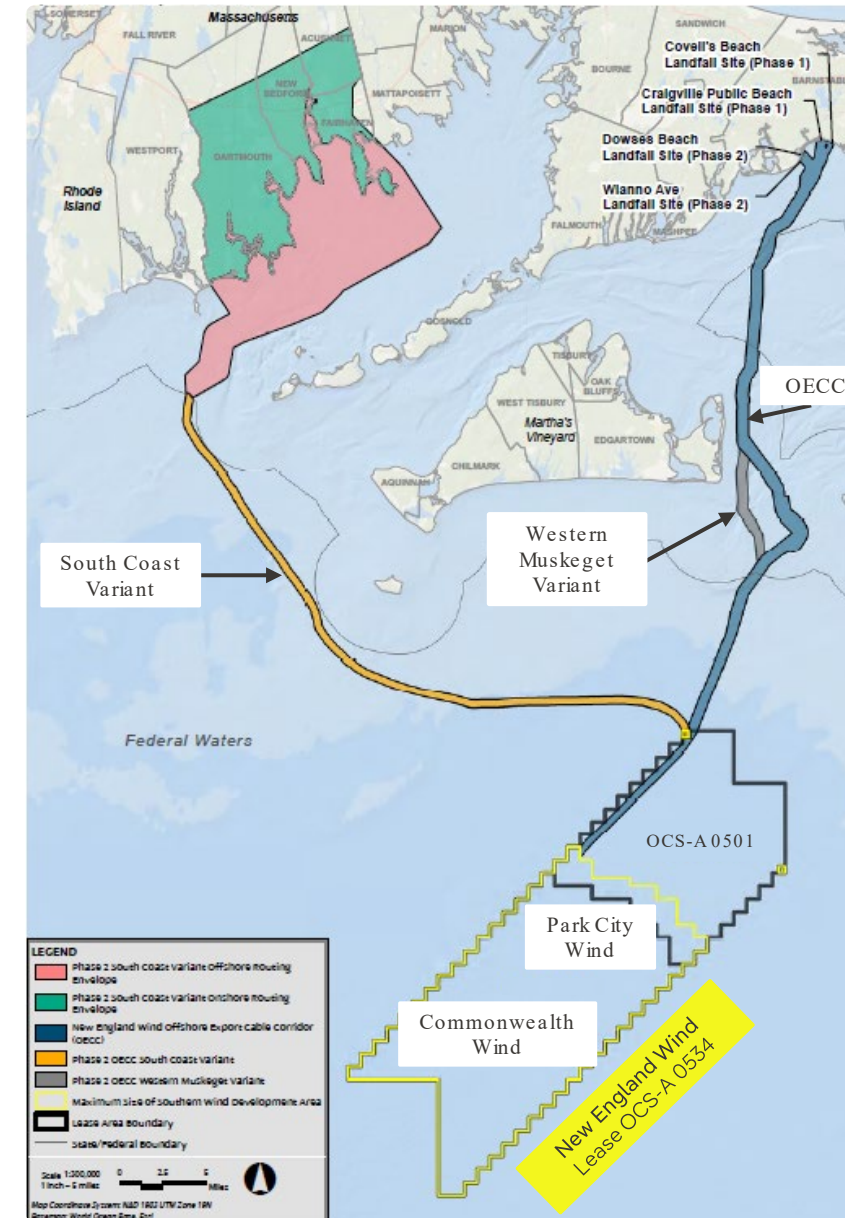 Massachusetts
SOMERSET
FALL RIVER
ACUSHNET
MARION
NEW
BEDFORD
MATTAPOISETT
FAIRHAVEN
WESTPORT
DARTMOUTH
Rhode
Island
SANDWICH
BOURNE
Covell's Beach
Landfall Site (Phase 1)
BARNSTABL
Craigville Public Beach
Landfall Site (Phase 1)
Dowses Beach
Landfall Site (Phase 2)
Wianno Ave
Landfall Site (Phase 2)
FALMOUTH
MASHPEE
GOSNOLD
TISBURY
OAK
BLUFFS
WEST TISBURY
Martha's
Vineyard
EDGARTOWN
CHILMARK
AQUINNAH
OECC
Western
Muskeget
Variant
South Coast
Variant
Federal Waters
OCS-A 0501
Park City
Wind
Commonwealth
Wind
New England Wind
Lease OCS-A 0534
LEGEND
Phase 2 South Coast Variant Offshore Routing
Envelope
Phase 2 South Coast Variant Onshore Routing
Envelope
New England Wind Offshore Export Cable Corridor
(OECC)
Phase 2 OECC South Coast Variant
Phase 2 OECC Western Muskeget Variant
Maximum Size of Southern Wind Development Area
Lease Area Boundary
State/Federal Boundary
Scale 1:300,000
1 inch = 5 miles
0 2.5 5
Miles
Map Coordinate System: NAD 1983 UTM Zone 19N
Basemap: World Ocean Base, Esri